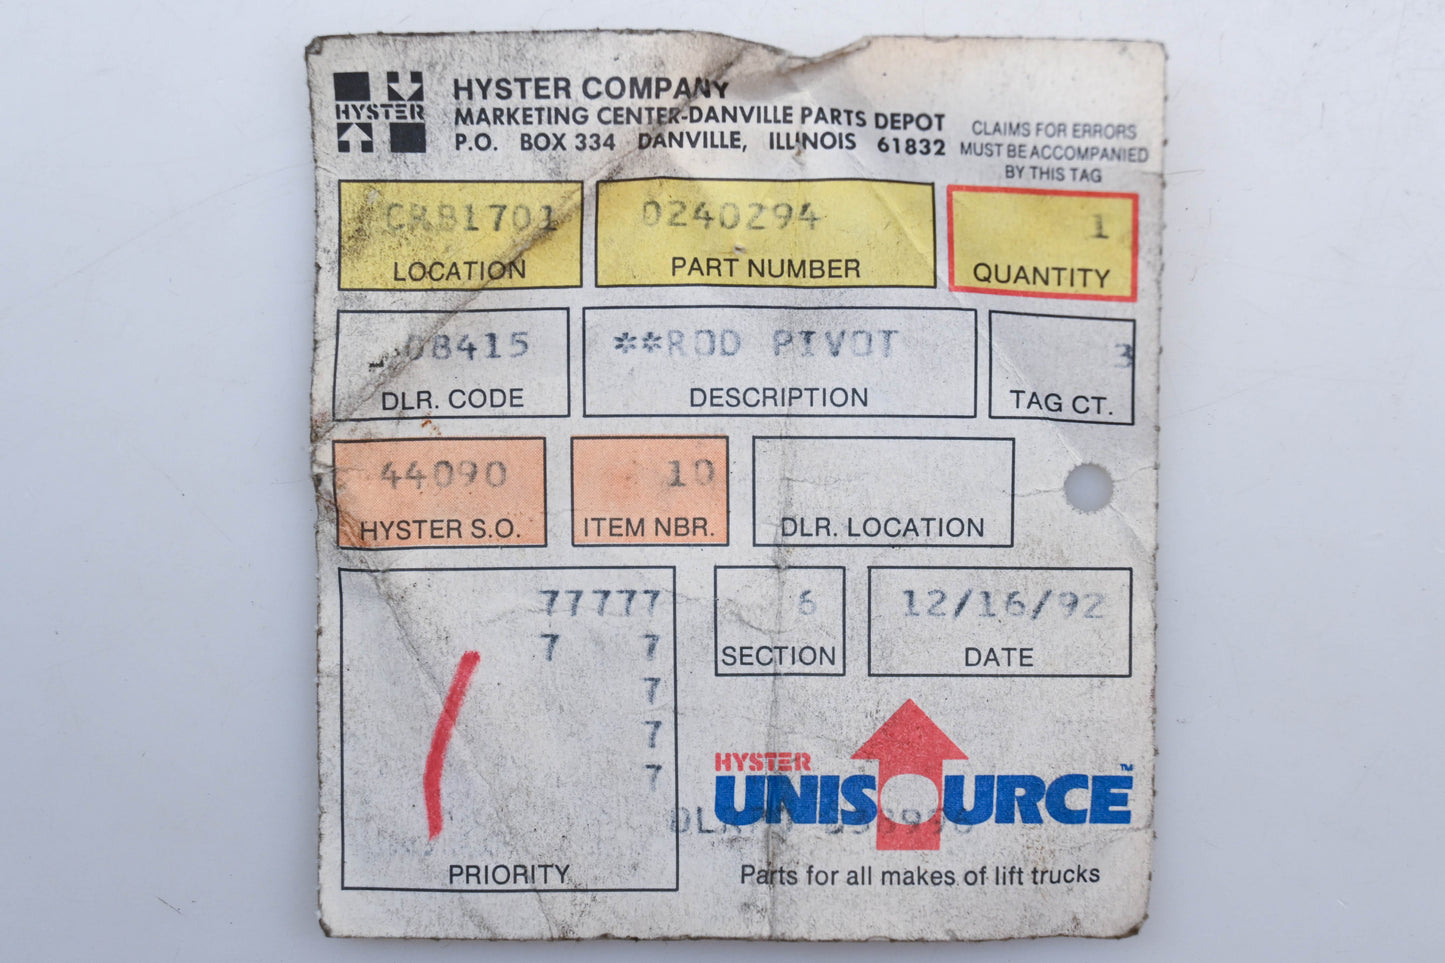 HYSTER
HYSTER COMPANY
MARKETING CENTER-DANVILLE PARTS DEPOT
P.O. BOX 334 DANVILLE, ILLINOIS 61832
CLAIMS FOR ERRORS
MUST BE ACCOMPANIED
BY THIS TAG
CRB1701
LOCATION
0240294
PART NUMBER
1
QUANTITY
08415
DLR. CODE
**ROD PIVOT
DESCRIPTION
3
TAG CT.
44090
HYSTER S.O.
10
ITEM NBR.
DLR. LOCATION
77777
7 7
7
7
7
PRIORITY
6
SECTION
12/16/92
DATE
HYSTER
UNISOURCE™
Parts for all makes of lift trucks